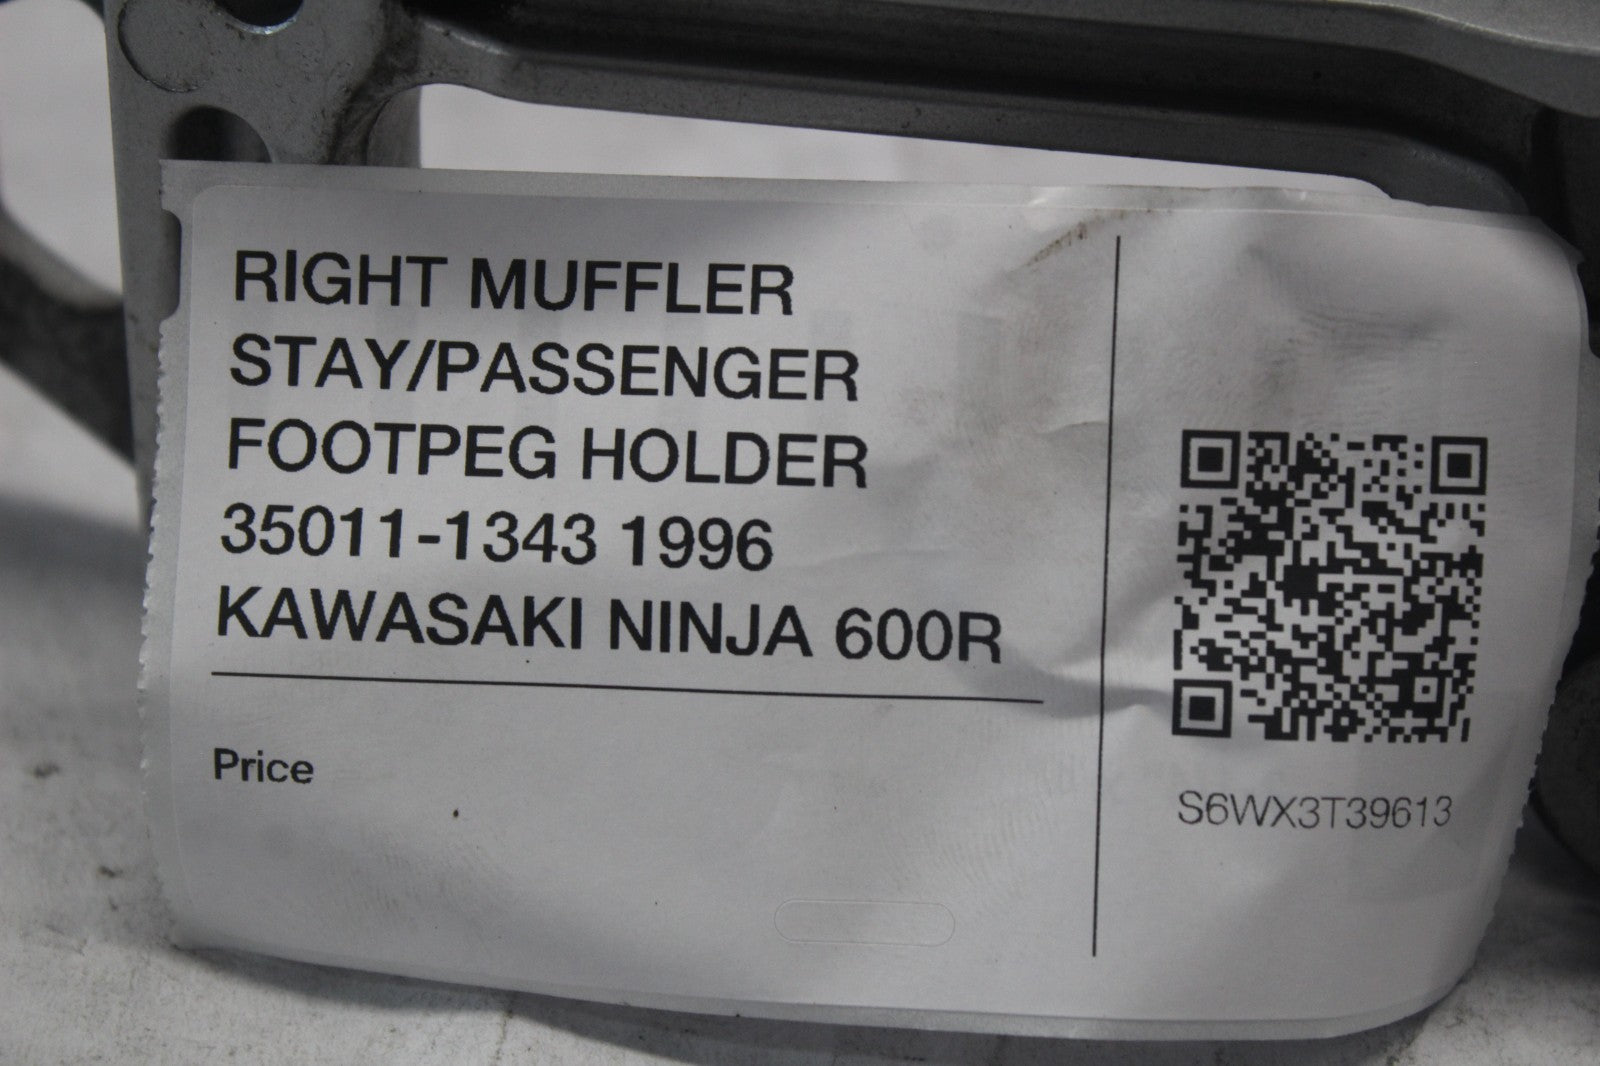 RIGHT MUFFLER
STAY/PASSENGER
FOOTPEG HOLDER
35011-1343 1996
KAWASAKI NINJA 600R
Price
S6WX3T39613